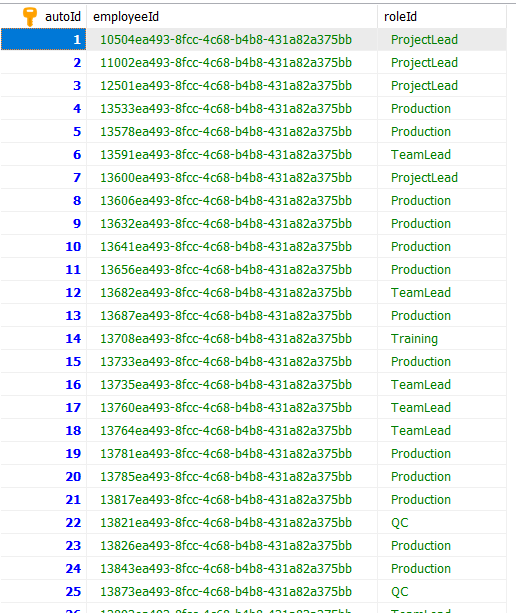 autoId employeeId roleId
1 10504ea493-8fcc-4c68-b4b8-431a82a375bb ProjectLead
2 11002ea493-8fcc-4c68-b4b8-431a82a375bb ProjectLead
3 12501ea493-8fcc-4c68-b4b8-431a82a375bb ProjectLead
4 13533ea493-8fcc-4c68-b4b8-431a82a375bb Production
5 13578ea493-8fcc-4c68-b4b8-431a82a375bb Production
6 13591ea493-8fcc-4c68-b4b8-431a82a375bb TeamLead
7 13600ea493-8fcc-4c68-b4b8-431a82a375bb ProjectLead
8 13606ea493-8fcc-4c68-b4b8-431a82a375bb Production
9 13632ea493-8fcc-4c68-b4b8-431a82a375bb Production
10 13641ea493-8fcc-4c68-b4b8-431a82a375bb Production
11 13656ea493-8fcc-4c68-b4b8-431a82a375bb Production
12 13682ea493-8fcc-4c68-b4b8-431a82a375bb TeamLead
13 13687ea493-8fcc-4c68-b4b8-431a82a375bb Production
14 13708ea493-8fcc-4c68-b4b8-431a82a375bb Training
15 13733ea493-8fcc-4c68-b4b8-431a82a375bb Production
16 13735ea493-8fcc-4c68-b4b8-431a82a375bb TeamLead
17 13760ea493-8fcc-4c68-b4b8-431a82a375bb TeamLead
18 13764ea493-8fcc-4c68-b4b8-431a82a375bb TeamLead
19 13781ea493-8fcc-4c68-b4b8-431a82a375bb Production
20 13785ea493-8fcc-4c68-b4b8-431a82a375bb Production
21 13817ea493-8fcc-4c68-b4b8-431a82a375bb Production
22 13821ea493-8fcc-4c68-b4b8-431a82a375bb QC
23 13826ea493-8fcc-4c68-b4b8-431a82a375bb Production
24 13843ea493-8fcc-4c68-b4b8-431a82a375bb Production
25 13873ea493-8fcc-4c68-b4b8-431a82a375bb QC